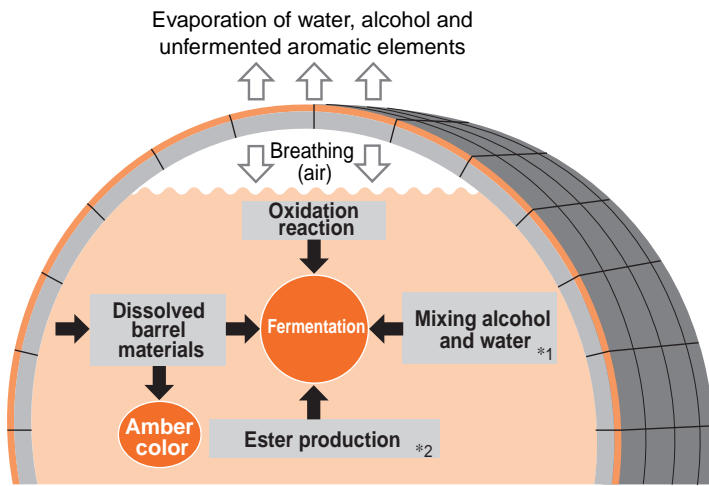 Evaporation of water, alcohol and
unfermented aromatic elements
Breathing
(air)
Oxidation
reaction
Dissolved
barrel
materials
Fermentation
Mixing alcohol
and water *1
Amber
color
Ester production *2